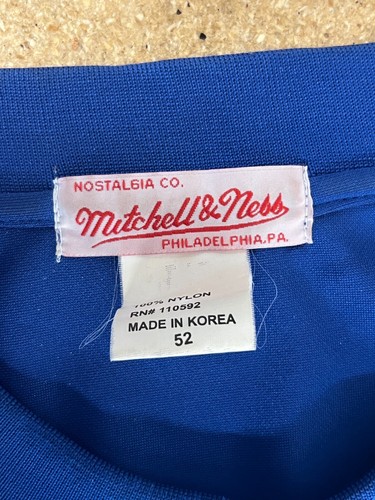 NOSTALGIA CO.
Mitchell & Ness
PHILADELPHIA, PA.
100% NYLON
RN# 110592
MADE IN KOREA
52